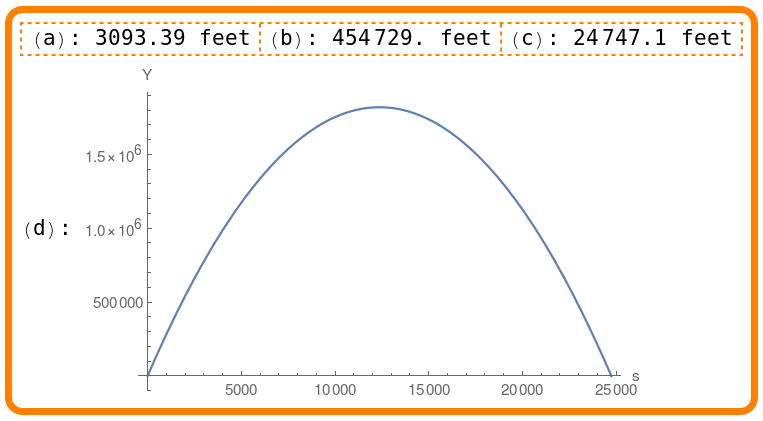 (a): 3093.39 feet (b): 454729. feet (c): 24747.1 feet
Y
1.5×10^6
(d): 1.0×10^6
500000
s
5000 10000 15000 20000 25000